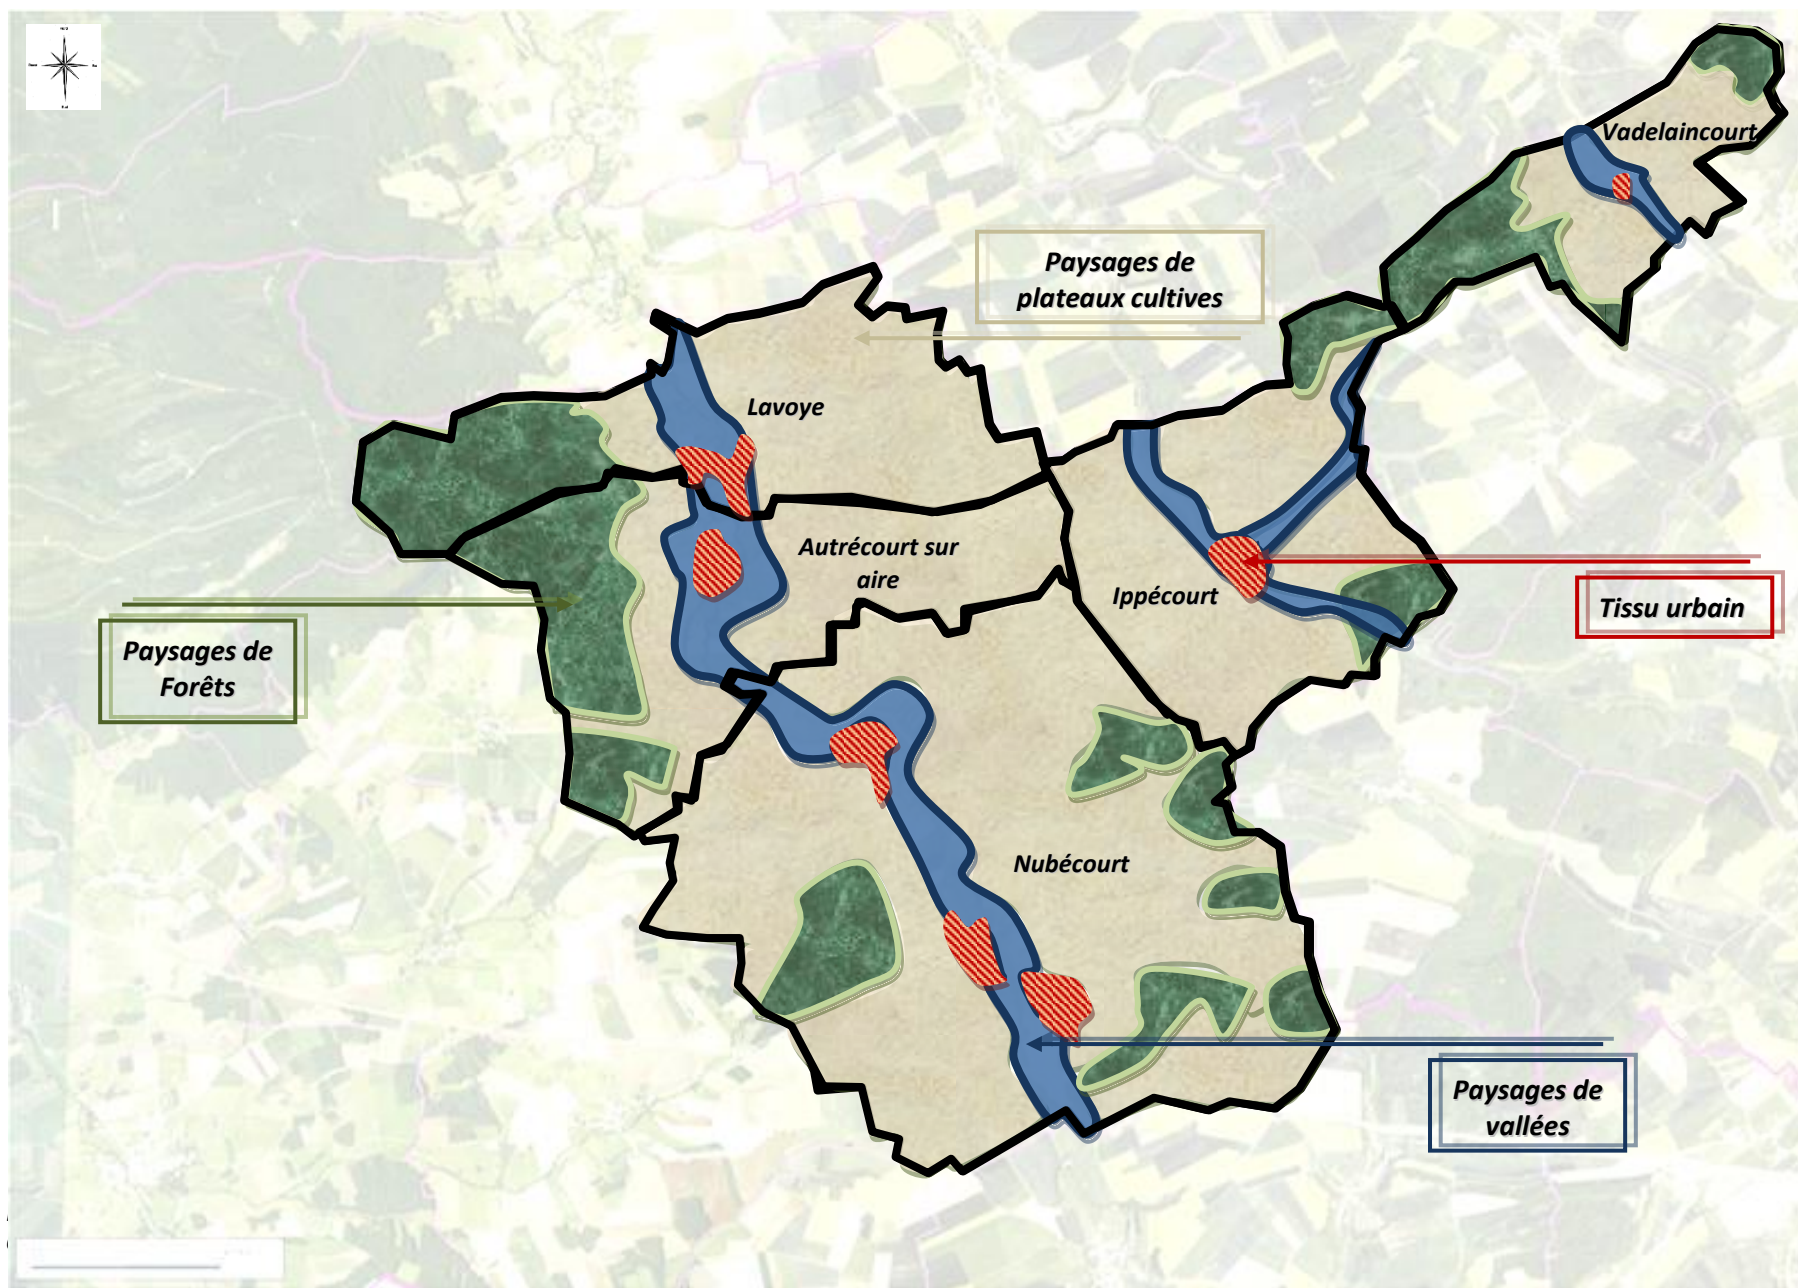 Vadelaincourt
Paysages de
plateaux cultives
Lavoye
Autrécourt sur
aire
Ippécourt
Tissu urbain
Paysages de
Forêts
Nubécourt
Paysages de
vallées